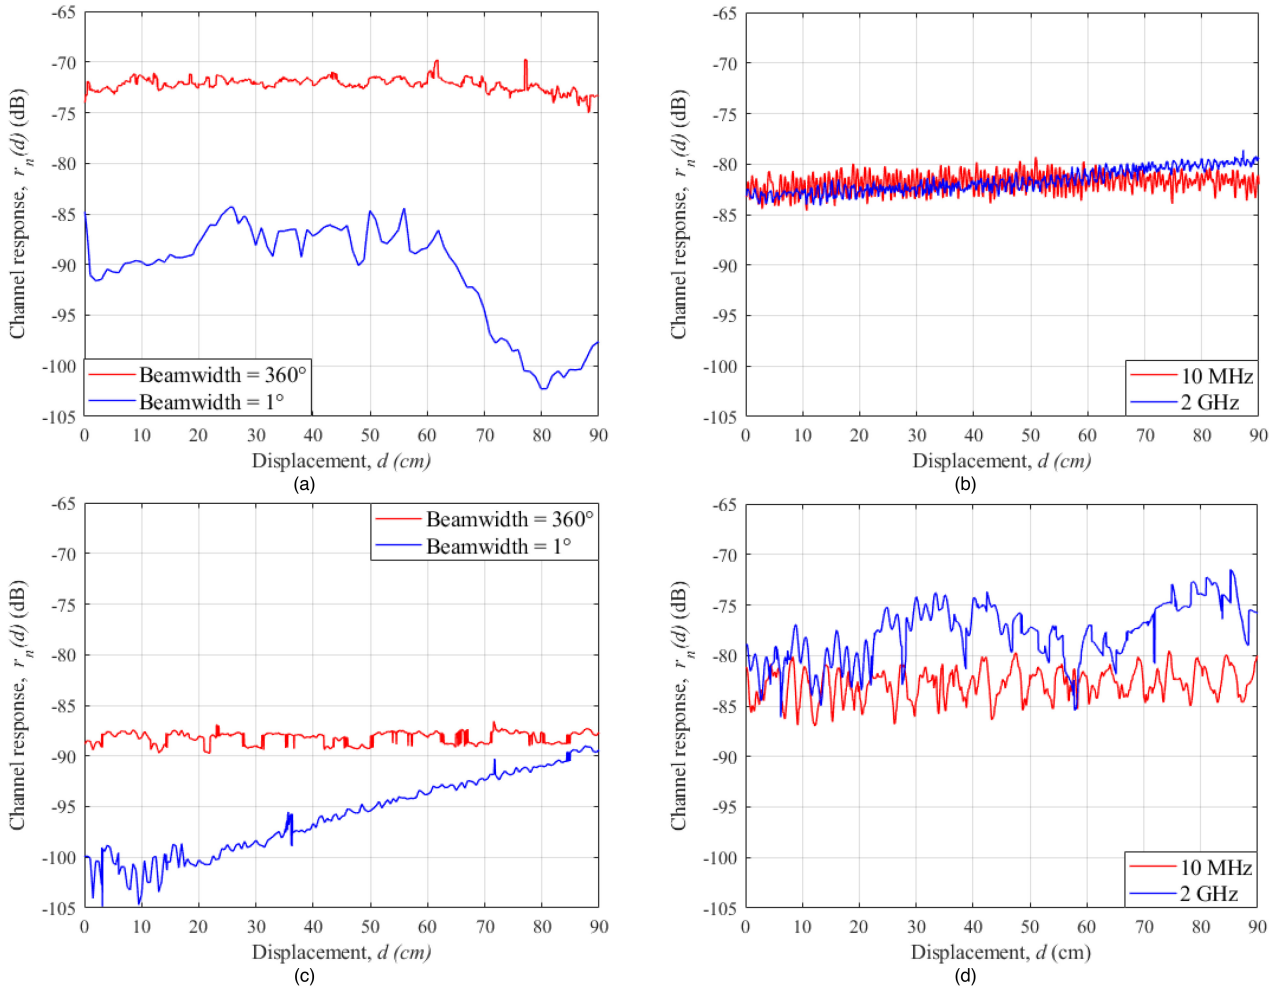 -65
-70
-75
-80
-85
-90
-95
-100
-105
Channel response, r_n(d) (dB)
Beamwidth = 360°
Beamwidth = 1°
0 10 20 30 40 50 60 70 80 90
Displacement, d (cm)
(a)
-65
-70
-75
-80
-85
-90
-95
-100
-105
Channel response, r_n(d) (dB)
10 MHz
2 GHz
0 10 20 30 40 50 60 70 80 90
Displacement, d (cm)
(b)
-65
-70
-75
-80
-85
-90
-95
-100
-105
Channel response, r_n(d) (dB)
Beamwidth = 360°
Beamwidth = 1°
0 10 20 30 40 50 60 70 80 90
Displacement, d (cm)
(c)
-65
-70
-75
-80
-85
-90
-95
-100
-105
Channel response, r_n(d) (dB)
10 MHz
2 GHz
0 10 20 30 40 50 60 70 80 90
Displacement, d (cm)
(d)